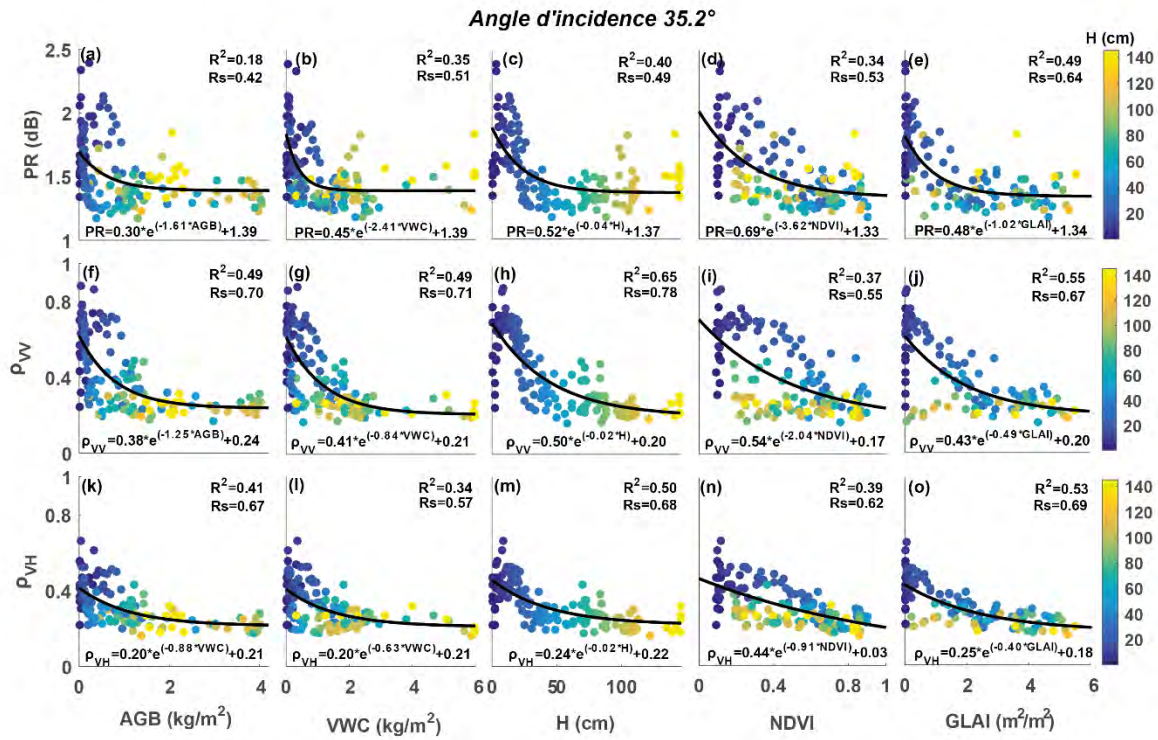 Angle d'incidence 35.2°
H (cm)
(a) R²=0.18
Rs=0.42
PR=0.30*e^(-1.61*AGB)+1.39
(b) R²=0.35
Rs=0.51
PR=0.45*e^(-2.41*VWC)+1.39
(c) R²=0.40
Rs=0.49
PR=0.52*e^(-0.04*H)+1.37
(d) R²=0.34
Rs=0.53
PR=0.69*e^(-3.62*NDVI)+1.33
(e) R²=0.49
Rs=0.64
PR=0.48*e^(-1.02*GLAI)+1.34
PR (dB)
2.5
2
1.5
1
140
120
100
80
60
40
20
(f) R²=0.49
Rs=0.70
ρVV=0.38*e^(-1.25*AGB)+0.24
(g) R²=0.49
Rs=0.71
ρVV=0.41*e^(-0.84*VWC)+0.21
(h) R²=0.65
Rs=0.78
ρVV=0.50*e^(-0.02*H)+0.20
(i) R²=0.37
Rs=0.55
ρVV=0.54*e^(-2.04*NDVI)+0.17
(j) R²=0.55
Rs=0.67
ρVV=0.43*e^(-0.49*GLAI)+0.20
ρVV
1
0.8
0.4
0
140
120
100
80
60
40
20
(k) R²=0.41
Rs=0.67
ρVH=0.20*e^(-0.88*VWC)+0.21
(l) R²=0.34
Rs=0.57
ρVH=0.20*e^(-0.63*VWC)+0.21
(m) R²=0.50
Rs=0.68
ρVH=0.24*e^(-0.02*H)+0.22
(n) R²=0.39
Rs=0.62
ρVH=0.44*e^(-0.91*NDVI)+0.03
(o) R²=0.53
Rs=0.69
ρVH=0.25*e^(-0.40*GLAI)+0.18
ρVH
1
0.8
0.4
0
140
120
100
80
60
40
20
0 2 4 0 2 4 6 0 50 100 0 0.4 0.8 1 0 2 4 6
AGB (kg/m²) VWC (kg/m²) H (cm) NDVI GLAI (m²/m²)